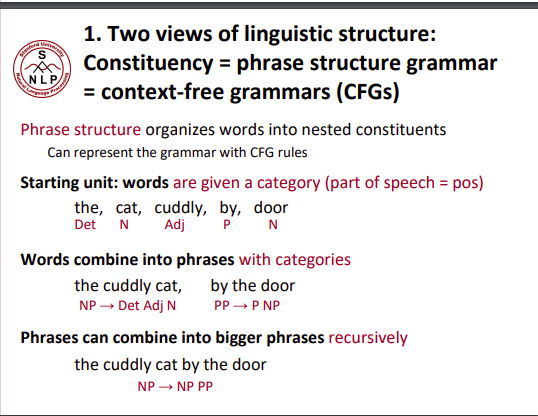 1. Two views of linguistic structure:
Constituency = phrase structure grammar
= context-free grammars (CFGs)
Stanford University
S
N L P
Natural Language Processing
Phrase structure organizes words into nested constituents
Can represent the grammar with CFG rules
Starting unit: words are given a category (part of speech = pos)
the, cat, cuddly, by, door
Det N Adj P N
Words combine into phrases with categories
the cuddly cat, by the door
NP → Det Adj N PP → P NP
Phrases can combine into bigger phrases recursively
the cuddly cat by the door
NP → NP PP